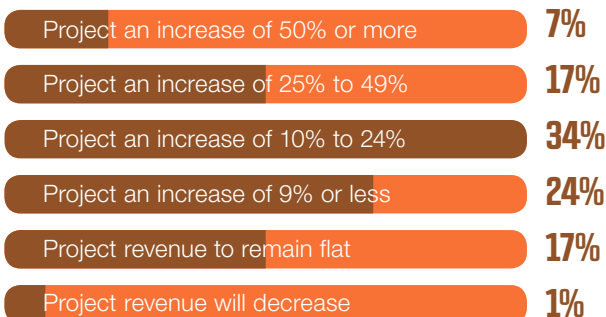 Project an increase of 50% or more 7%
Project an increase of 25% to 49% 17%
Project an increase of 10% to 24% 34%
Project an increase of 9% or less 24%
Project revenue to remain flat 17%
Project revenue will decrease 1%